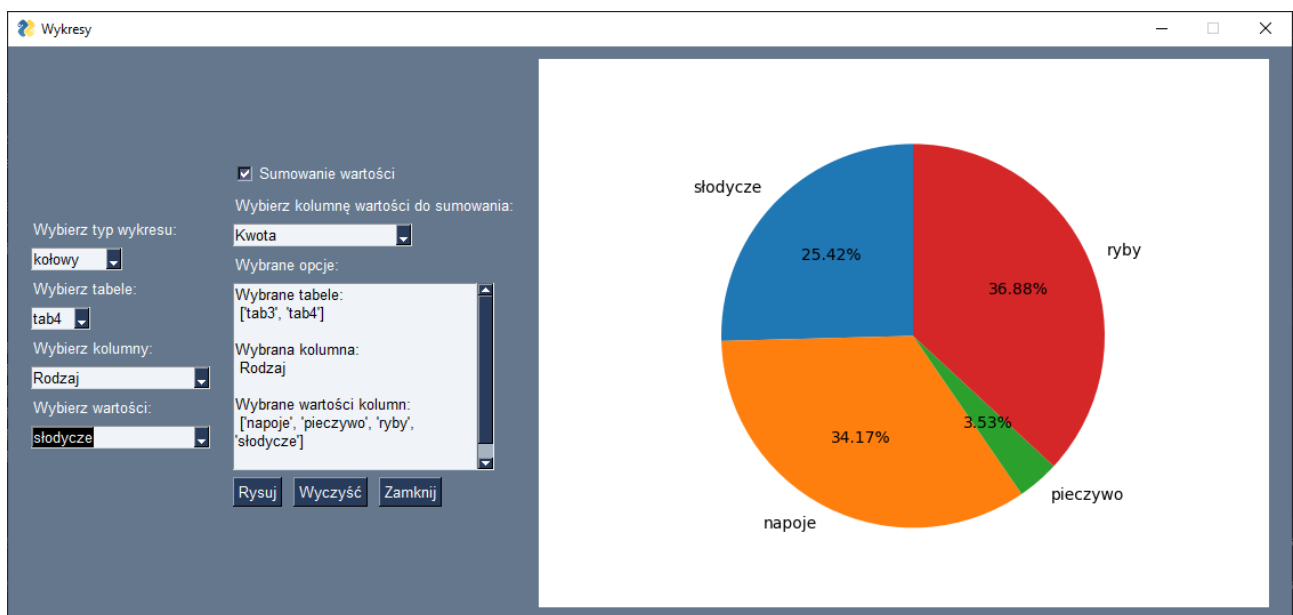 Wykresy
Wybierz typ wykresu:
kołowy
Wybierz tabele:
tab4
Wybierz kolumny:
Rodzaj
Wybierz wartości:
słodycze
Sumowanie wartości
Wybierz kolumnę wartości do sumowania:
Kwota
Wybrane opcje:
Wybrane tabele:
['tab3', 'tab4']
Wybrana kolumna:
Rodzaj
Wybrane wartości kolumn:
['napoje', 'pieczywo', 'ryby',
'słodycze']
Rysuj Wyczyść Zamknij
słodycze
25.42%
ryby
36.88%
3.53%
34.17%
pieczywo
napoje